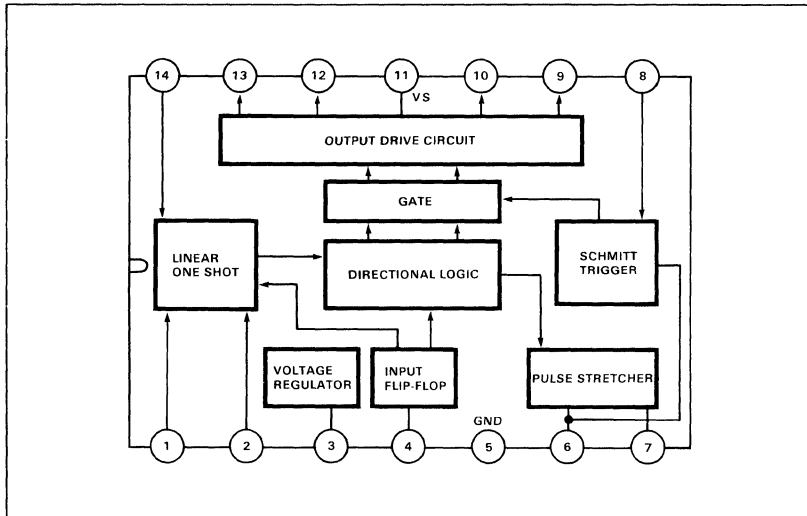 14 13 12 11 10 9 8
VS
OUTPUT DRIVE CIRCUIT
GATE
LINEAR
ONE SHOT
DIRECTIONAL LOGIC
SCHMITT
TRIGGER
VOLTAGE
REGULATOR
INPUT
FLIP-FLOP
PULSE STRETCHER
GND
1 2 3 4 5 6 7